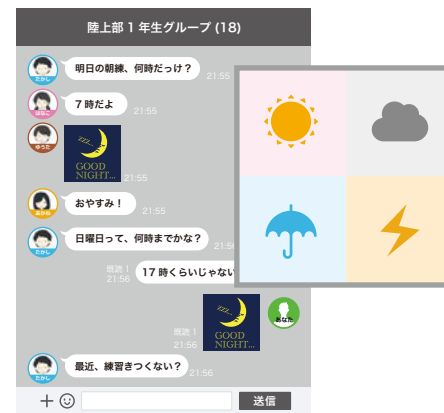 陸上部 1 年生グループ (18)
明日の朝練、何時だっけ？
21:55
たかし
7 時だよ
21:55
はなこ
ZZZ...
GOOD
NIGHT...
21:55
ゆうた
おやすみ！
21:55
あかね
日曜日って、何時までかな？
たかし
既読 1
21:56
17 時くらいじゃない
ZZZ...
GOOD
NIGHT...
既読 1
21:56
あなた
最近、練習きつくない？
21:56
たかし
送信